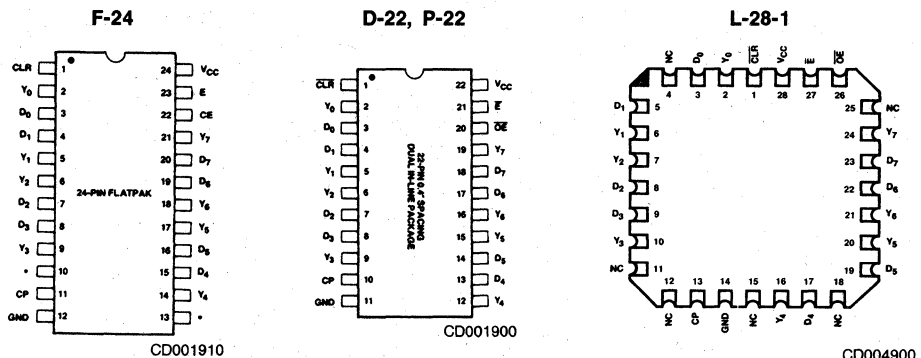 F-24
CLR 1 24 VCC
Y0 2 23 E
D0 3 22 CE
D1 4 21 Y7
Y1 5 20 D7
Y2 6 19 D6
24-PIN FLATPAK
D2 7 18 Y6
D3 8 17 Y5
Y3 9 16 D5
* 10 15 D4
CP 11 14 Y4
GND 12 13 *
CD001910
D-22, P-22
C̅L̅R̅ 1 22 VCC
Y0 2 21 E̅
D0 3 20 O̅E̅
D1 4 19 Y7
Y1 5 18 D7
Y2 6 17 D6
D2 7 16 Y6
D3 8 15 Y5
Y3 9 14 D5
CP 10 13 D4
GND 11 12 Y4
22-PIN 0.4" SPACING
DUAL IN-LINE PACKAGE
CD001900
L-28-1
NC D0 Y0 C̅L̅R̅ VCC E̅ O̅E̅
4 3 2 1 28 27 26
D1 5 25 NC
Y1 6 24 Y7
Y2 7 23 D7
D2 8 22 D6
D3 9 21 Y6
Y3 10 20 Y5
NC 11 19 D5
12 13 14 15 16 17 18
NC CP GND NC Y4 D4 NC
CD004900